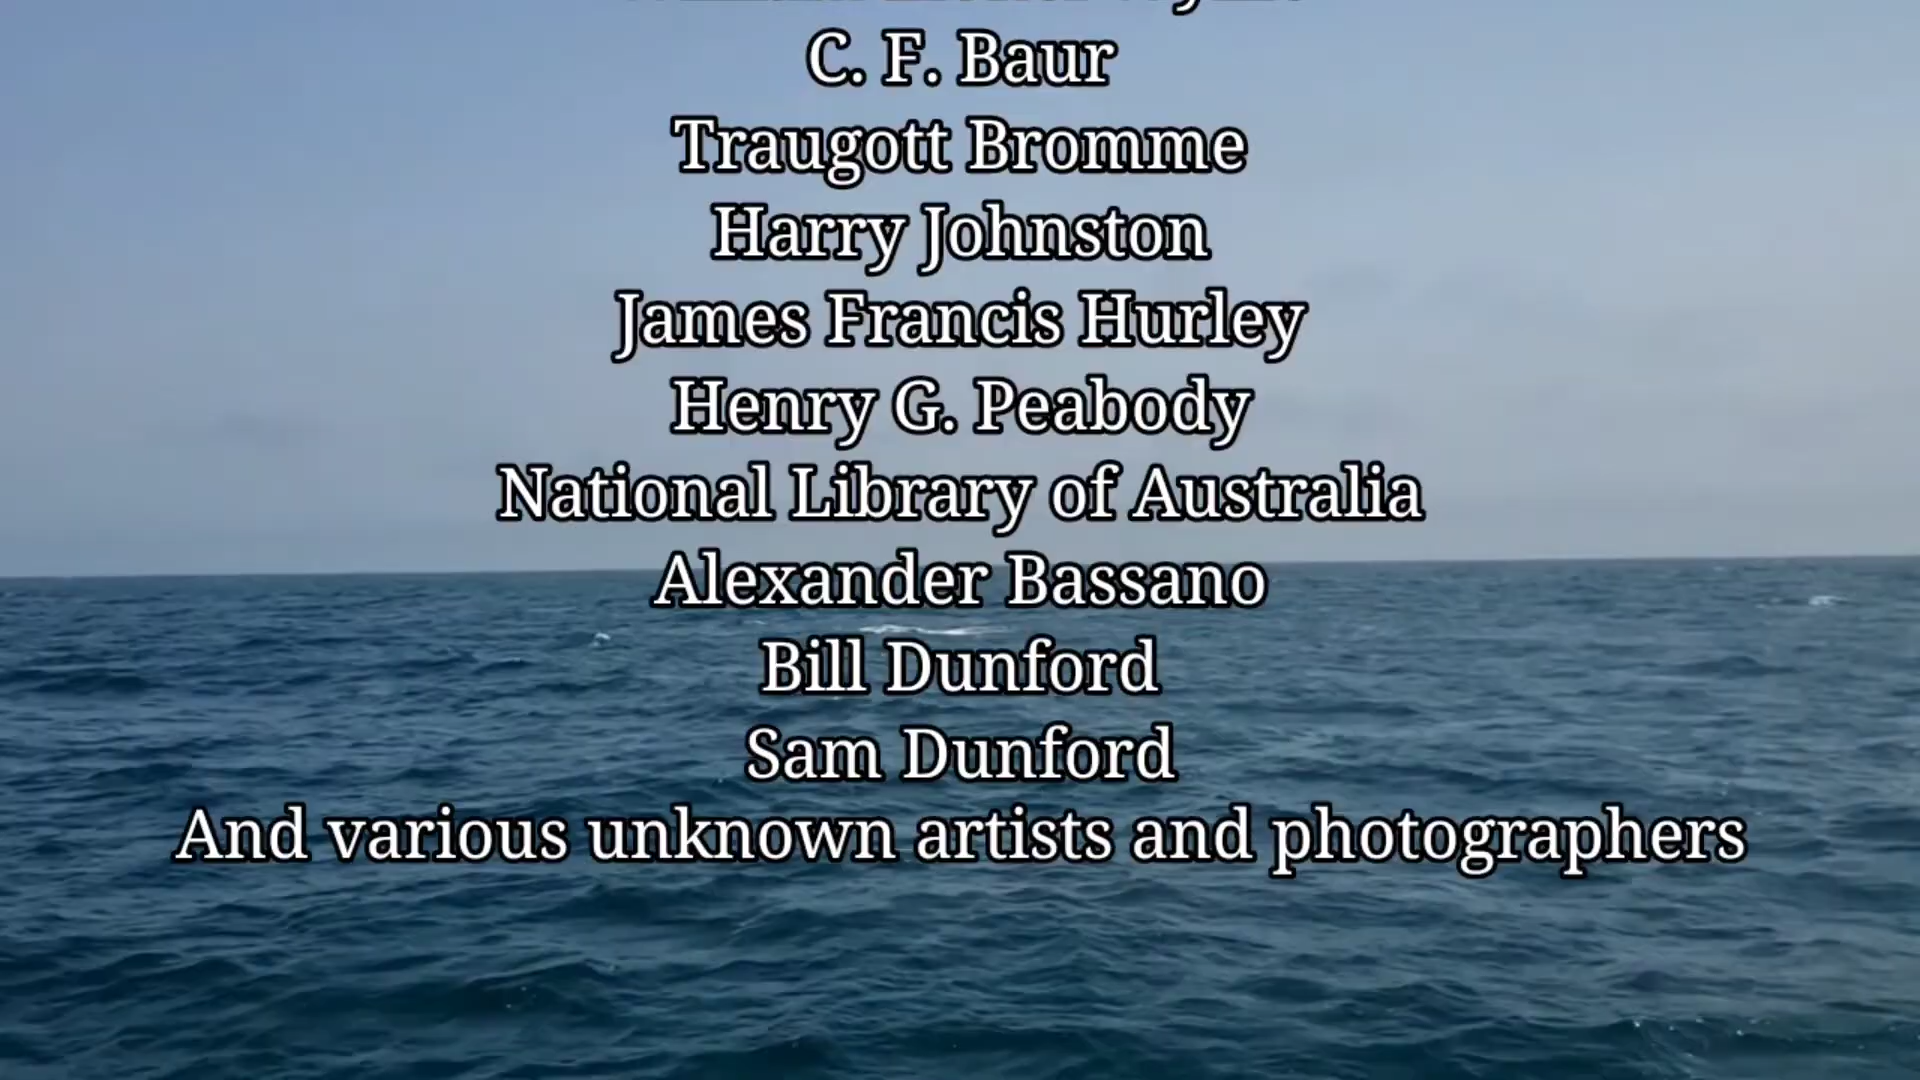 C. F. Baur
Traugott Bromme
Harry Johnston
James Francis Hurley
Henry G. Peabody
National Library of Australia
Alexander Bassano
Bill Dunford
Sam Dunford
And various unknown artists and photographers